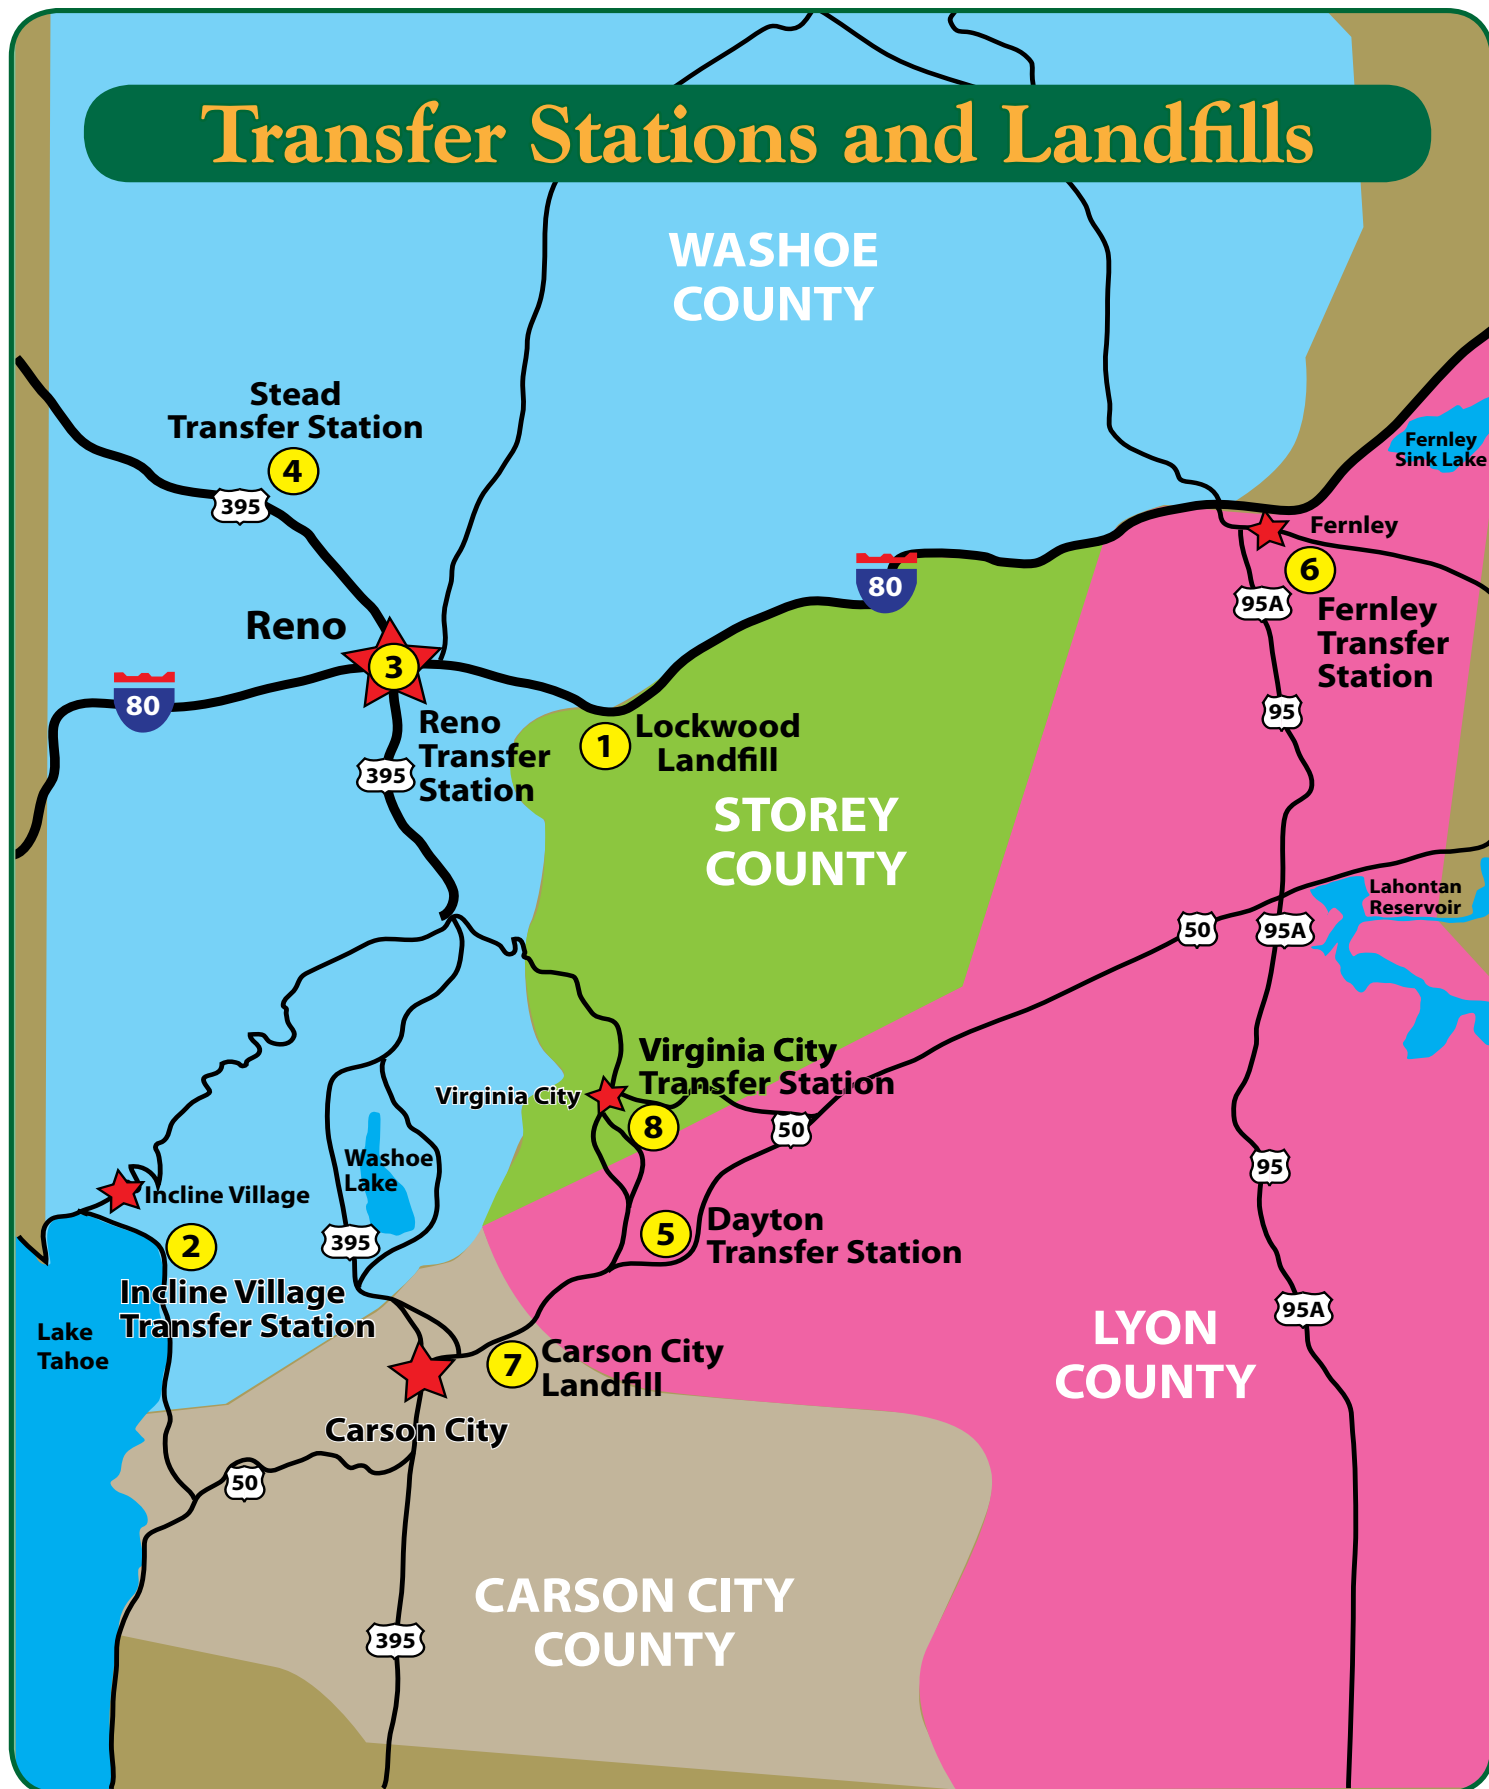 Transfer Stations and Landfills
WASHOE
COUNTY
Stead
Transfer Station
4
395
Fernley
Sink Lake
Fernley
6
80
95A
Fernley
Transfer
Station
Reno
3
80
95
Reno
Transfer
Station
395
1
Lockwood
Landfill
STOREY
COUNTY
Lahontan
Reservoir
50
95A
Virginia City
Transfer Station
Virginia City
8
50
Washoe
Lake
95
Incline Village
2
395
5
Dayton
Transfer Station
Incline Village
Transfer Station
95A
Lake
Tahoe
LYON
COUNTY
7
Carson City
Landfill
Carson City
50
CARSON CITY
COUNTY
395